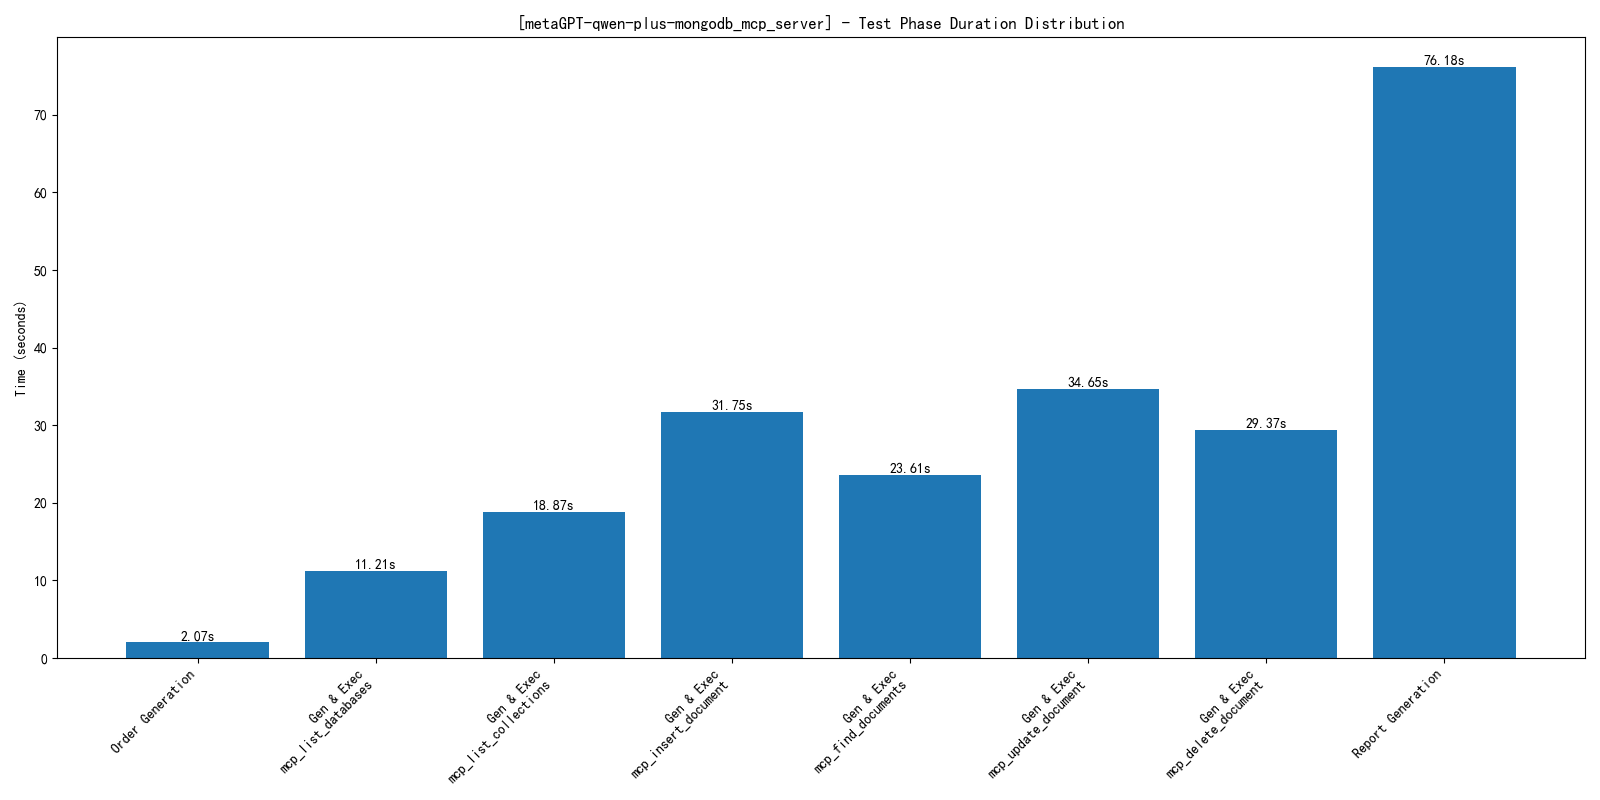 [metaGPT-qwen-plus-mongodb_mcp_server] - Test Phase Duration Distribution
Time (seconds)
70
60
50
40
30
20
10
0
2.07s
11.21s
18.87s
31.75s
23.61s
34.65s
29.37s
76.18s
Order Generation
Gen & Exec
mcp_list_databases
Gen & Exec
mcp_list_collections
Gen & Exec
mcp_insert_document
Gen & Exec
mcp_find_documents
Gen & Exec
mcp_update_document
Gen & Exec
mcp_delete_document
Report Generation